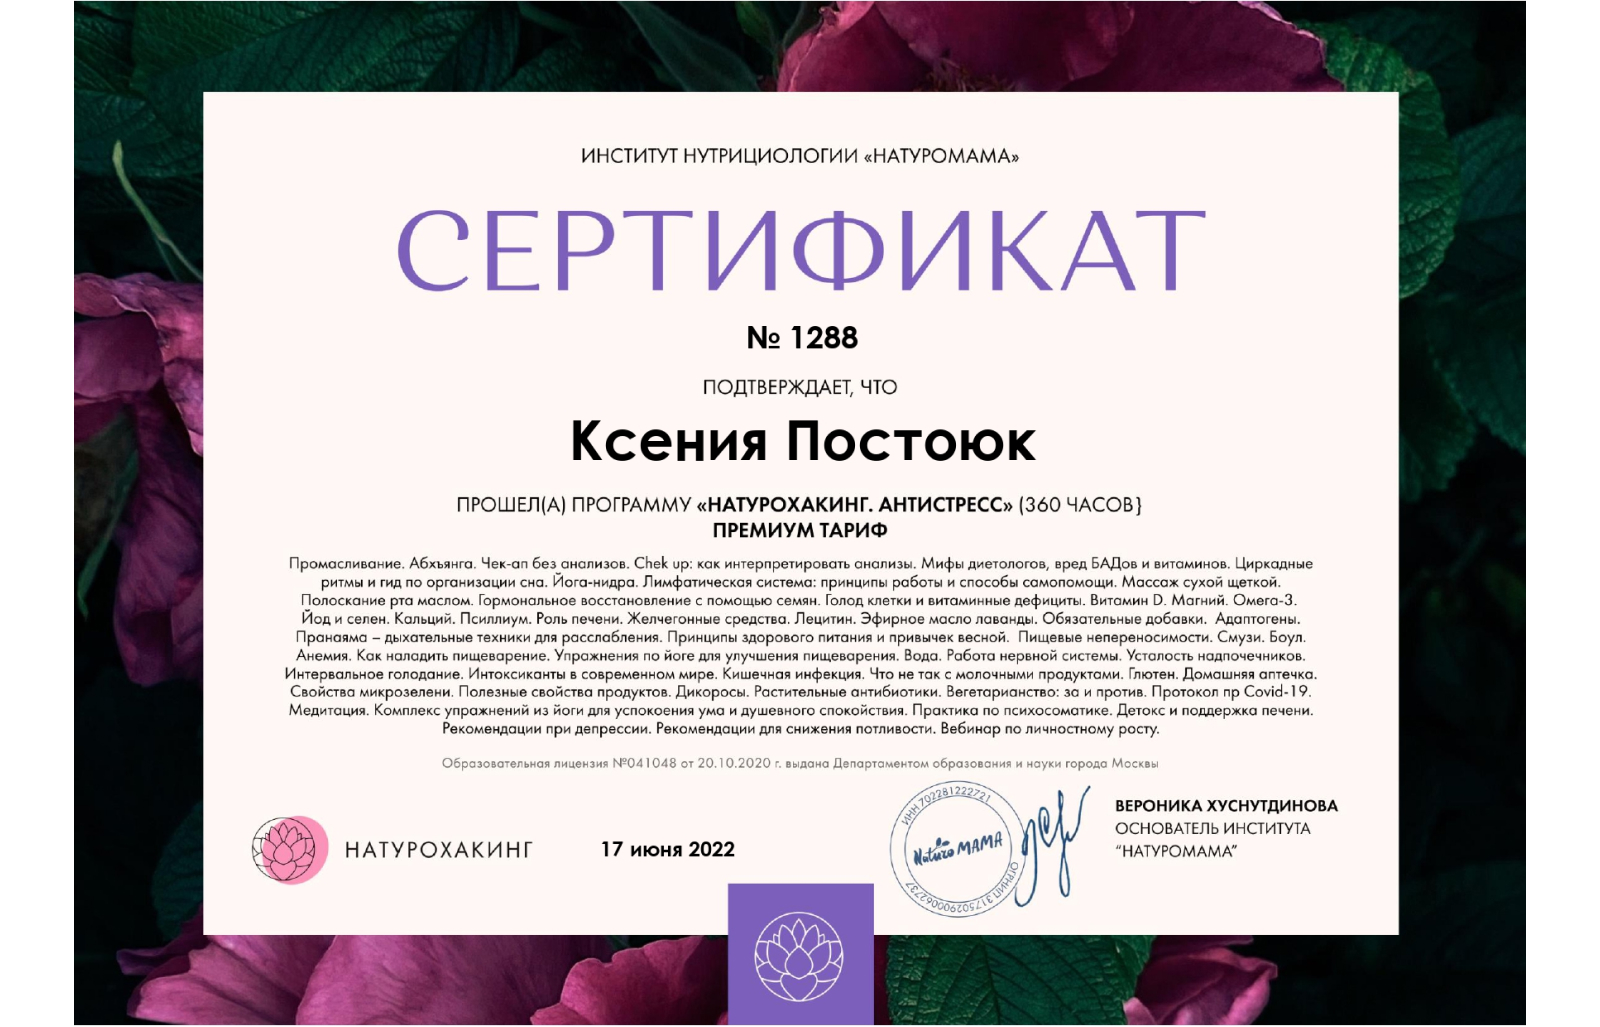 ИНСТИТУТ НУТРИЦИОЛОГИИ «НАТУРОМАМА»
СЕРТИФИКАТ
№ 1288
ПОДТВЕРЖДАЕТ, ЧТО
Ксения Постоюк
ПРОШЕЛ(А) ПРОГРАММУ «НАТУРОХАКИНГ. АНТИСТРЕСС» (360 ЧАСОВ}
ПРЕМИУМ ТАРИФ
Промасливание. Абхъянга. Чек-ап без анализов. Chek up: как интерпретировать анализы. Мифы диетологов, вред БАДов и витаминов. Циркадные
ритмы и гид по организации сна. Йога-нидра. Лимфатическая система: принципы работы и способы самопомощи. Массаж сухой щеткой.
Полоскание рта маслом. Гормональное восстановление с помощью семян. Голод клетки и витаминные дефициты. Витамин D. Магний. Омега-3.
Йод и селен. Кальций. Псиллиум. Роль печени. Желчегонные средства. Лецитин. Эфирное масло лаванды. Обязательные добавки. Адаптогены.
Пранаяма – дыхательные техники для расслабления. Принципы здорового питания и привычек весной. Пищевые непереносимости. Смузи. Боул.
Анемия. Как наладить пищеварение. Упражнения по йоге для улучшения пищеварения. Вода. Работа нервной системы. Усталость надпочечников.
Интервальное голодание. Интоксиканты в современном мире. Кишечная инфекция. Что не так с молочными продуктами. Глютен. Домашняя аптечка.
Свойства микрозелени. Полезные свойства продуктов. Дикоросы. Растительные антибиотики. Вегетарианство: за и против. Протокол пр Covid-19.
Медитация. Комплекс упражнений из йоги для успокоения ума и душевного спокойствия. Практика по психосоматике. Детокс и поддержка печени.
Рекомендации при депрессии. Рекомендации для снижения потливости. Вебинар по личностному росту.
Образовательная лицензия №041048 от 20.10.2020 г. выдана Департаментом образования и науки города Москвы
НАТУРОХАКИНГ
17 июня 2022
ИНН 702281222721
Naturo МАМА
ОГРНИП 317502900062737
ВЕРОНИКА ХУСНУТДИНОВА
ОСНОВАТЕЛЬ ИНСТИТУТА
“НАТУРОМАМА”